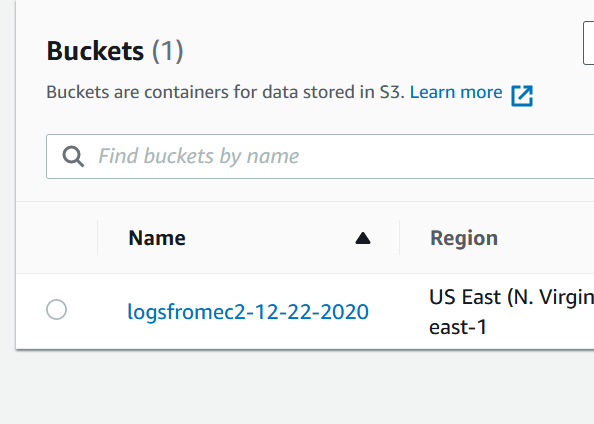 Buckets (1)
Buckets are containers for data stored in S3. Learn more
Find buckets by name
Name Region
logsfromec2-12-22-2020
US East (N. Virgin
east-1